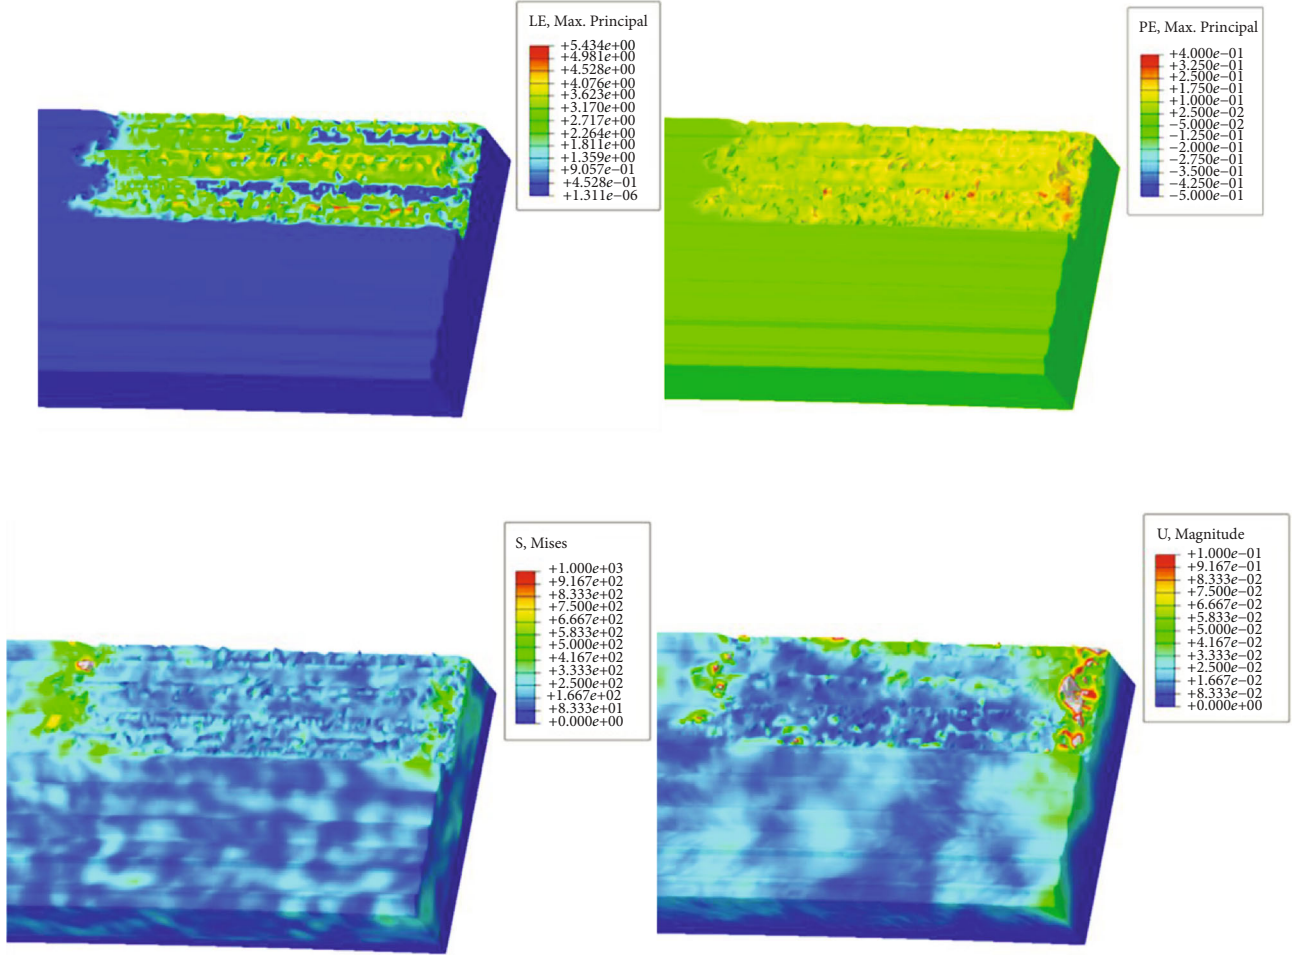 LE, Max. Principal
+5.434e+00
+4.981e+00
+4.528e+00
+4.076e+00
+3.623e+00
+3.170e+00
+2.717e+00
+2.264e+00
+1.811e+00
+1.359e+00
+9.057e−01
+4.528e−01
+1.311e−06
PE, Max. Principal
+4.000e−01
+3.250e−01
+2.500e−01
+1.750e−01
+1.000e−01
+2.500e−02
−5.000e−02
−1.250e−01
−2.000e−01
−2.750e−01
−3.500e−01
−4.250e−01
−5.000e−01
S, Mises
+1.000e+03
+9.167e+02
+8.333e+02
+7.500e+02
+6.667e+02
+5.833e+02
+5.000e+02
+4.167e+02
+3.333e+02
+2.500e+02
+1.667e+02
+8.333e+01
+0.000e+00
U, Magnitude
+1.000e−01
+9.167e−01
+8.333e−02
+7.500e−02
+6.667e−02
+5.833e−02
+5.000e−02
+4.167e−02
+3.333e−02
+2.500e−02
+1.667e−02
+8.333e−02
+0.000e+00